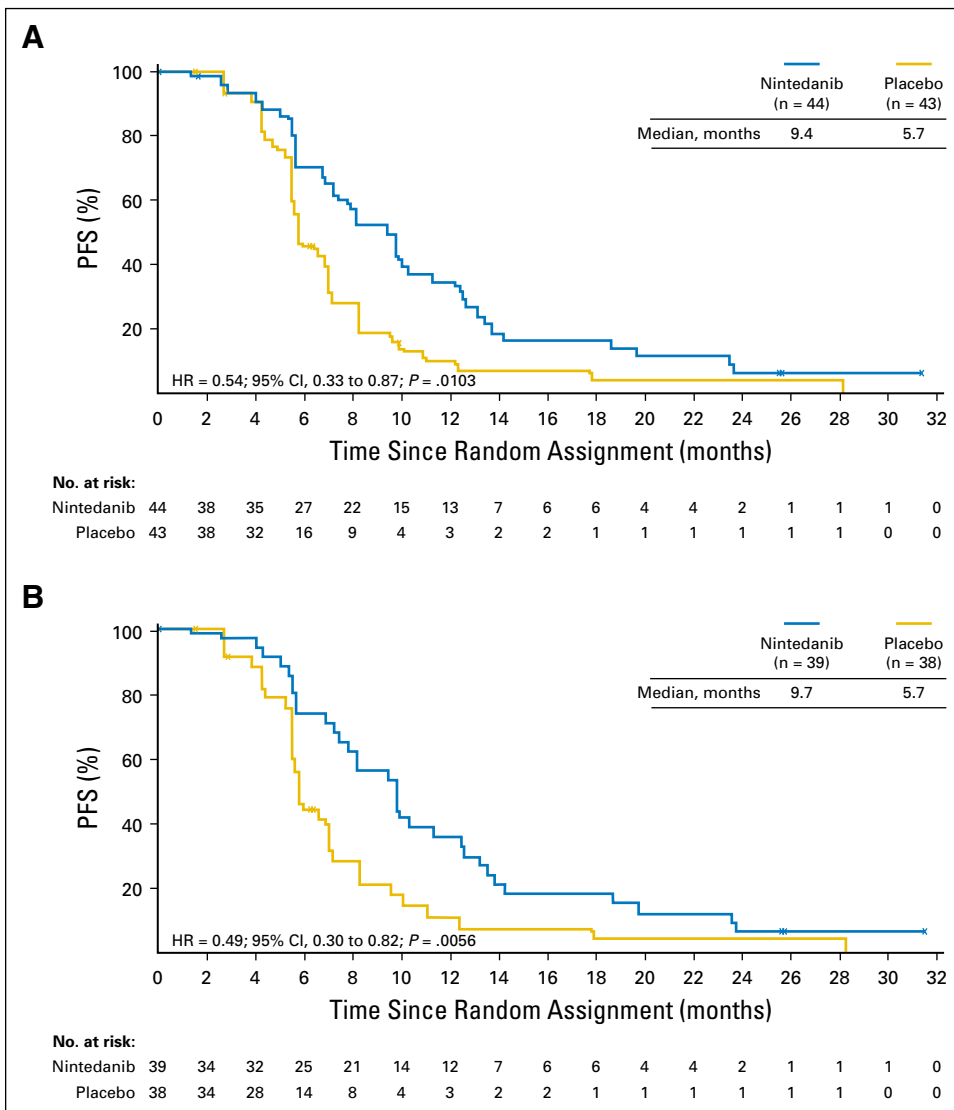 A
Nintedanib Placebo
(n = 44) (n = 43)
Median, months 9.4 5.7
100
80
60
40
20
PFS (%)
HR = 0.54; 95% CI, 0.33 to 0.87; P = .0103
0 2 4 6 8 10 12 14 16 18 20 22 24 26 28 30 32
Time Since Random Assignment (months)
No. at risk:
Nintedanib 44 38 35 27 22 15 13 7 6 6 4 4 2 1 1 1 0
Placebo 43 38 32 16 9 4 3 2 2 1 1 1 1 1 1 0 0
B
Nintedanib Placebo
(n = 39) (n = 38)
Median, months 9.7 5.7
100
80
60
40
20
PFS (%)
HR = 0.49; 95% CI, 0.30 to 0.82; P = .0056
0 2 4 6 8 10 12 14 16 18 20 22 24 26 28 30 32
Time Since Random Assignment (months)
No. at risk:
Nintedanib 39 34 32 25 21 14 12 7 6 6 4 4 2 1 1 1 0
Placebo 38 34 28 14 8 4 3 2 2 1 1 1 1 1 1 0 0